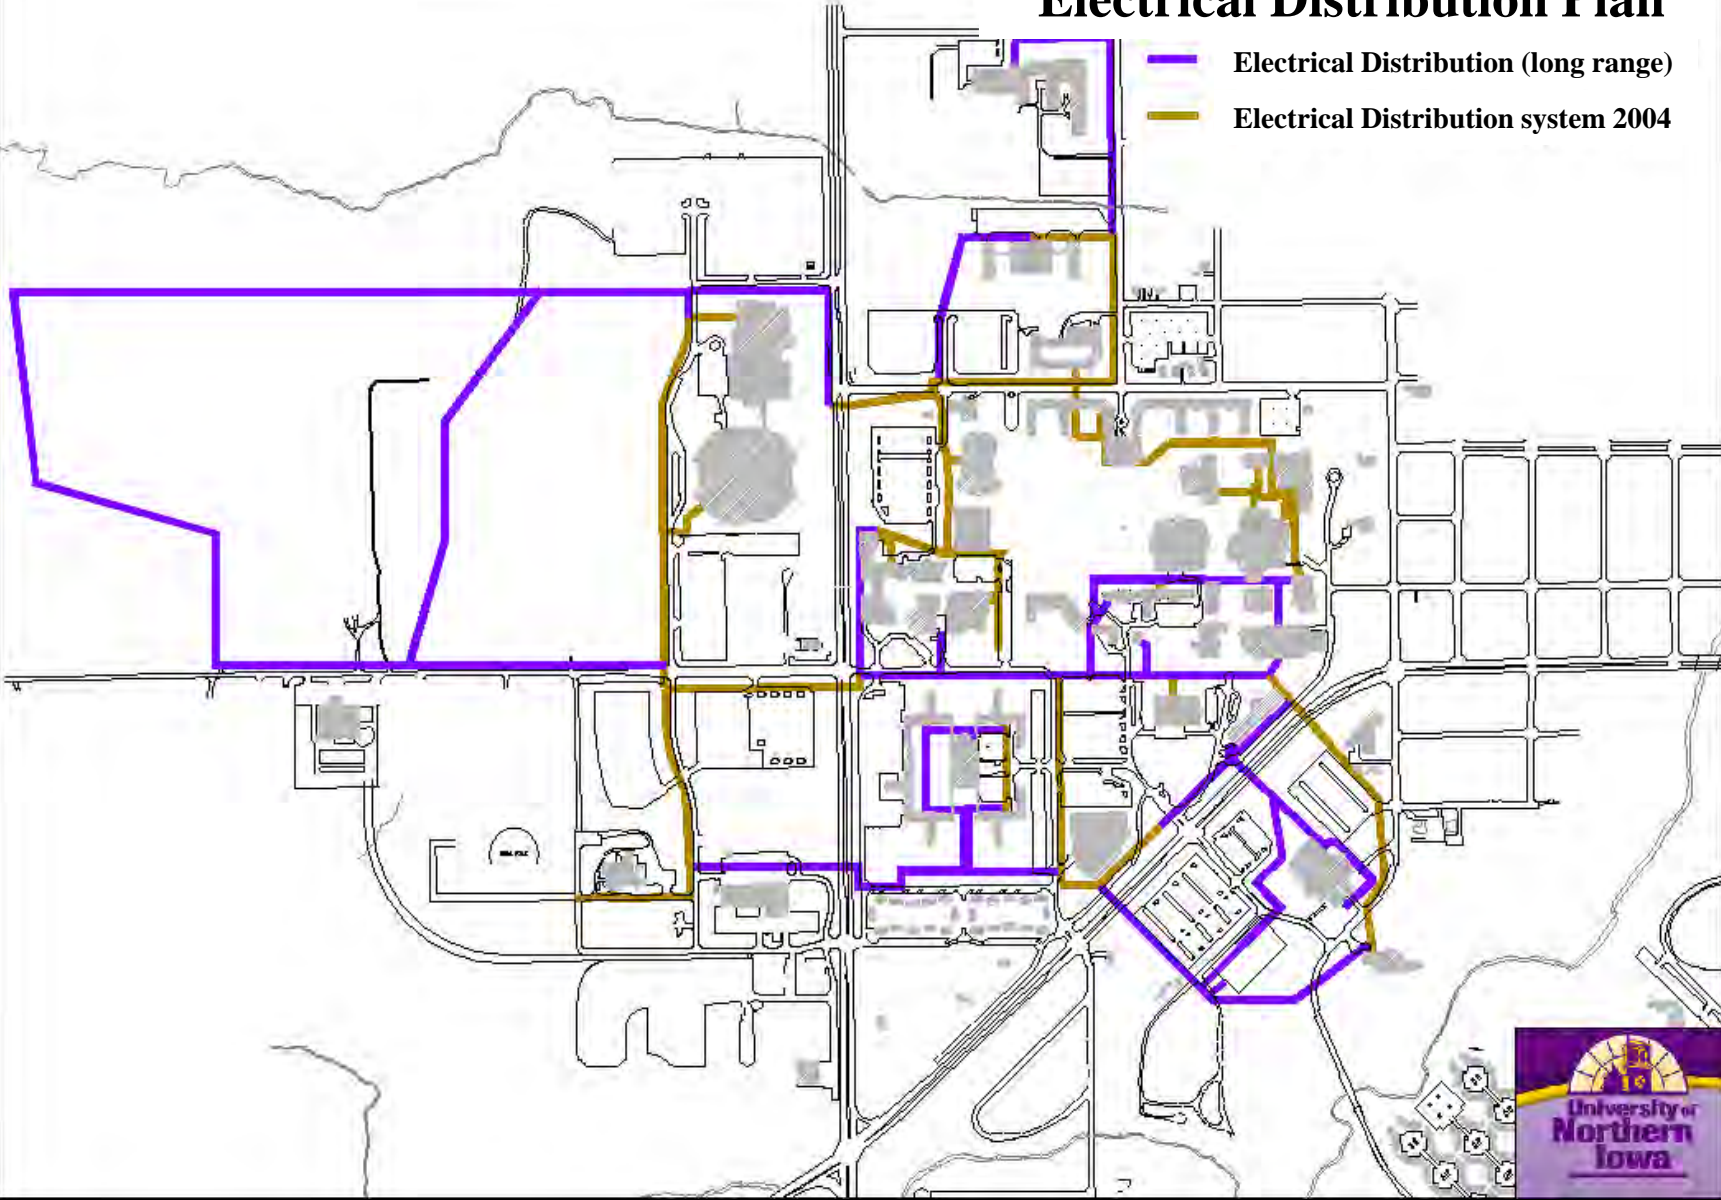 Electrical Distribution Plan
Electrical Distribution (long range)
Electrical Distribution system 2004
University of
Northern
Iowa